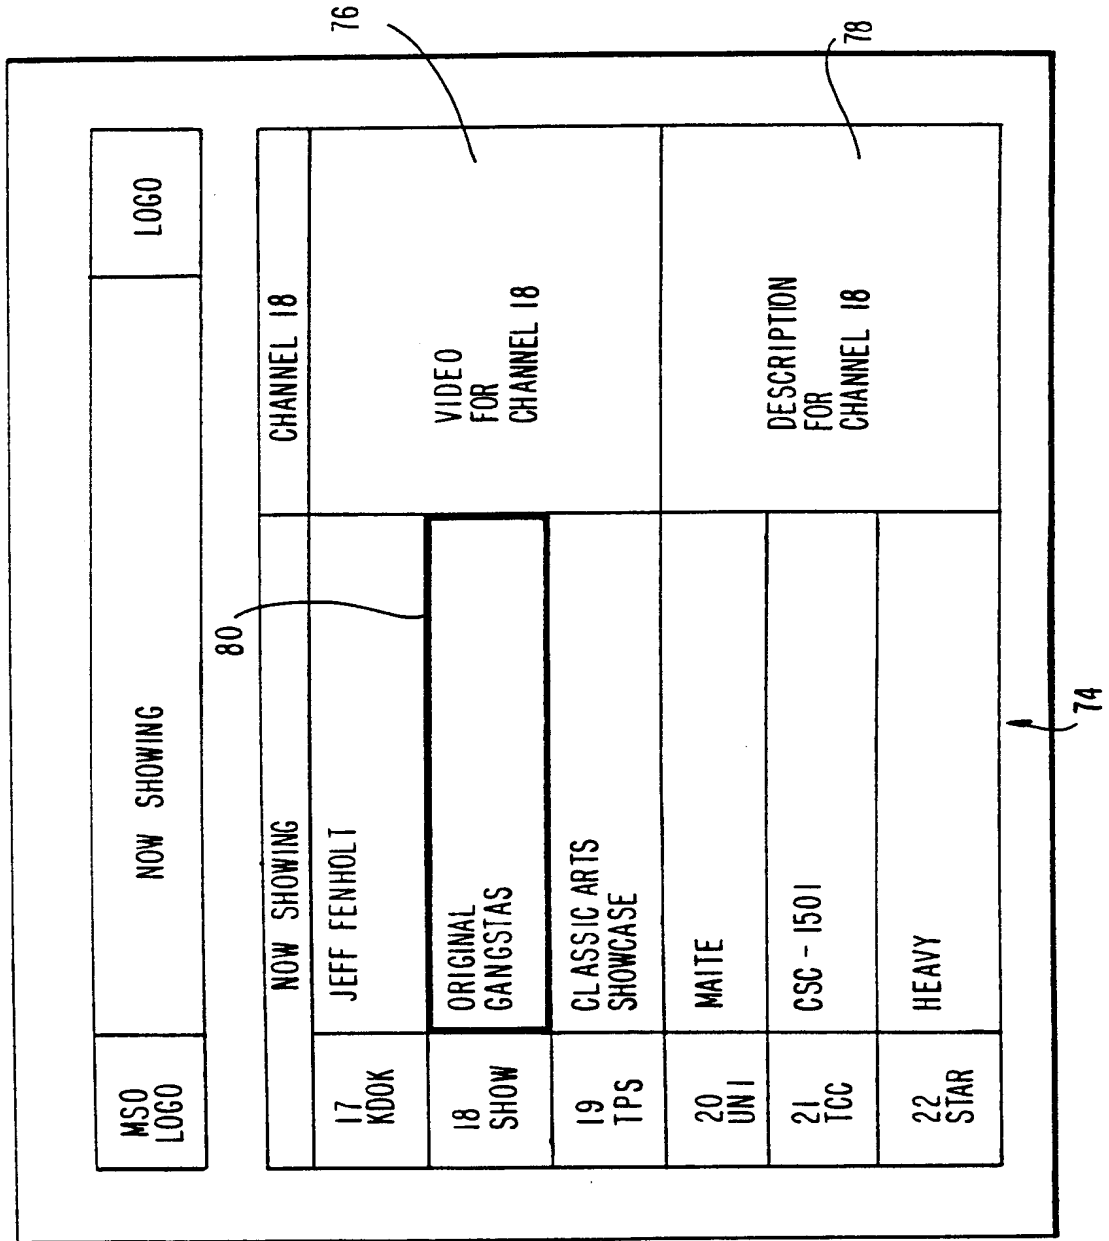 MSO
LOGO
NOW SHOWING
LOGO
80
NOW SHOWING
CHANNEL 18
17
KDOK
JEFF FENHOLT
18
SHOW
ORIGINAL
GANGSTAS
19
TPS
CLASSIC ARTS
SHOWCASE
20
UNI
MAITE
21
TCC
CSC - 1501
22
STAR
HEAVY
VIDEO
FOR
CHANNEL 18
76
DESCRIPTION
FOR
CHANNEL 18
78
74